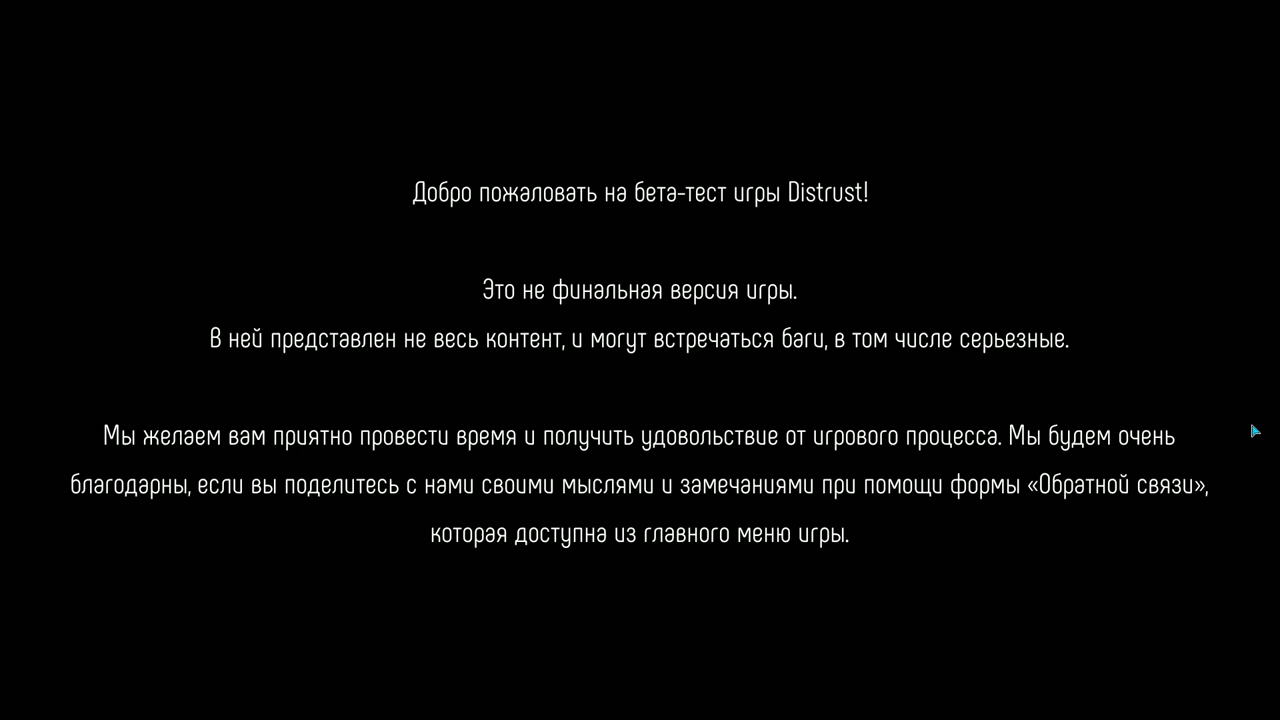 Добро пожаловать на бета-тест игры Distrust!
Это не финальная версия игры.
В ней представлен не весь контент, и могут встречаться баги, в том числе серьезные.
Мы желаем вам приятно провести время и получить удовольствие от игрового процесса. Мы будем очень
благодарны, если вы поделитесь с нами своими мыслями и замечаниями при помощи формы «Обратной связи»,
которая доступна из главного меню игры.